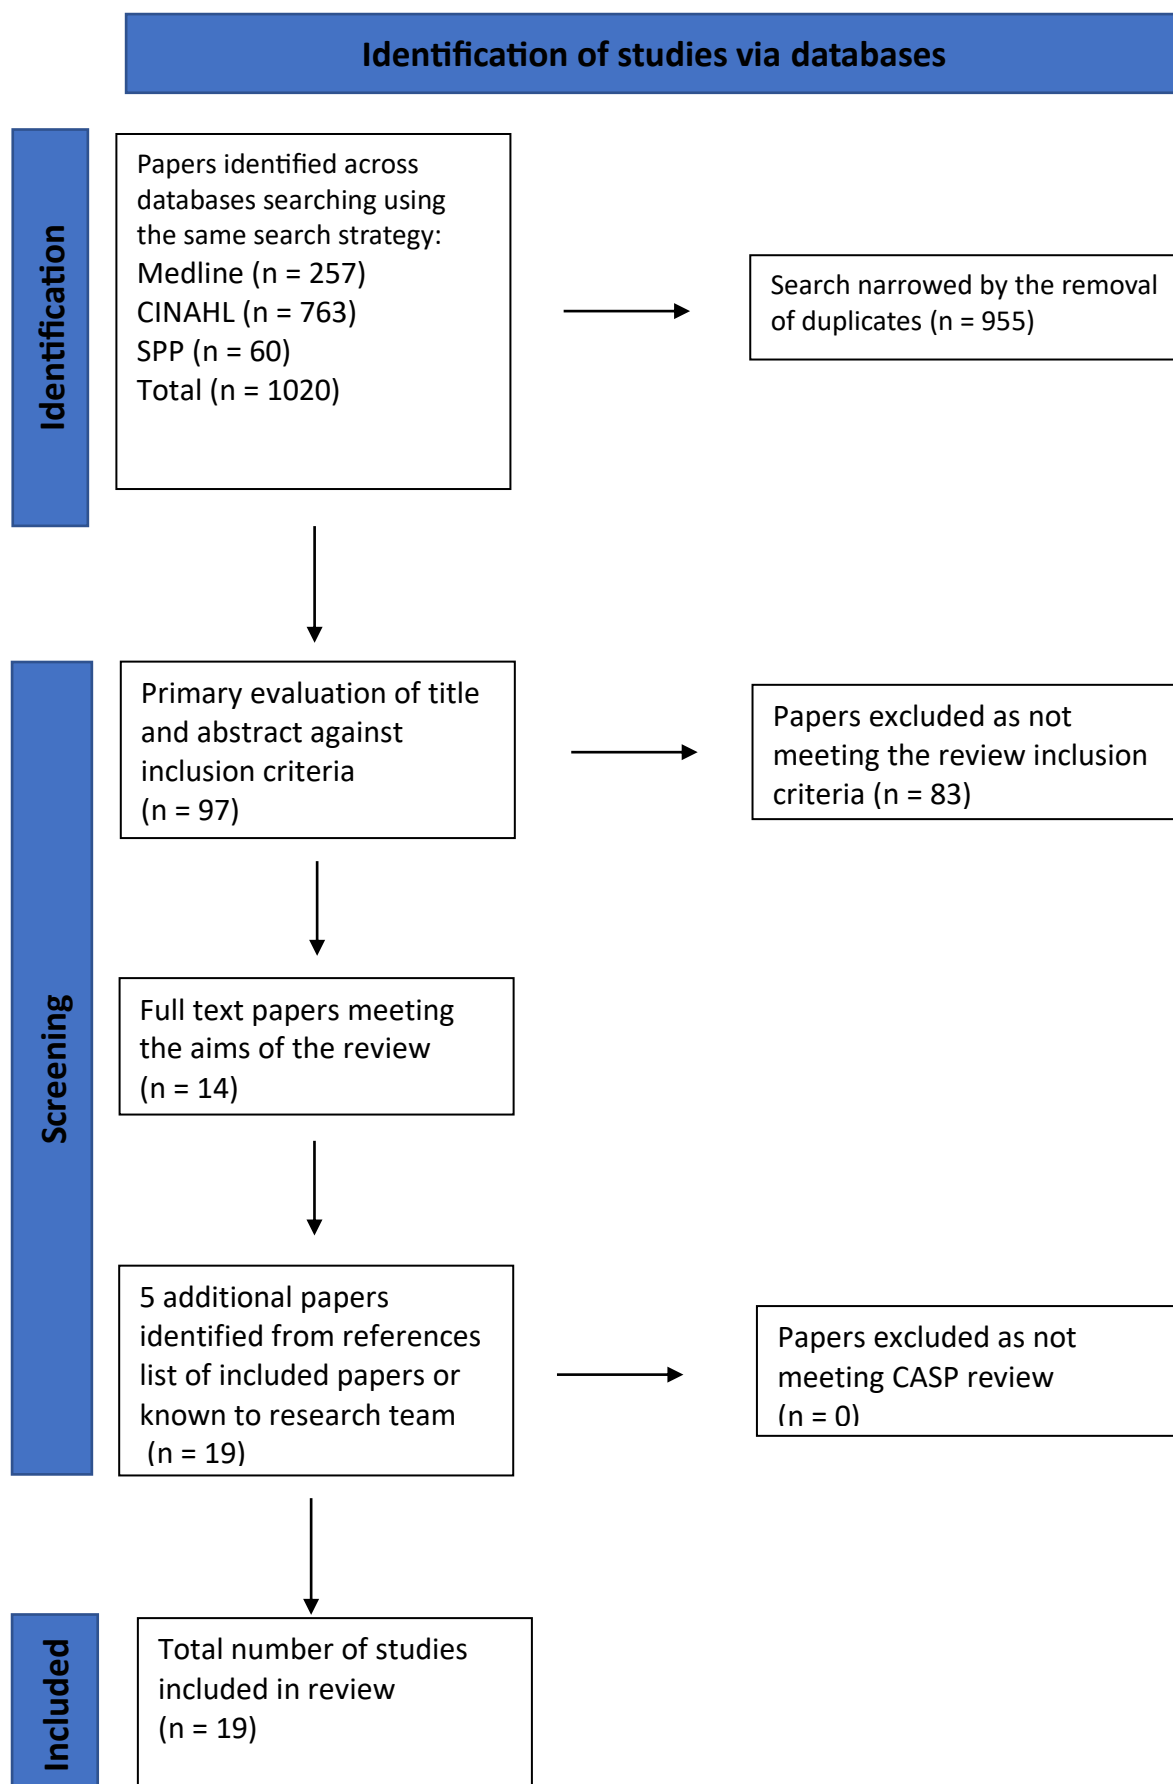 Identification of studies via databases
Identification
Papers identified across
databases searching using
the same search strategy:
Medline (n = 257)
CINAHL (n = 763)
SPP (n = 60)
Total (n = 1020)
Search narrowed by the removal
of duplicates (n = 955)
Screening
Primary evaluation of title
and abstract against
inclusion criteria
(n = 97)
Papers excluded as not
meeting the review inclusion
criteria (n = 83)
Full text papers meeting
the aims of the review
(n = 14)
5 additional papers
identified from references
list of included papers or
known to research team
(n = 19)
Papers excluded as not
meeting CASP review
(n = 0)
Included
Total number of studies
included in review
(n = 19)